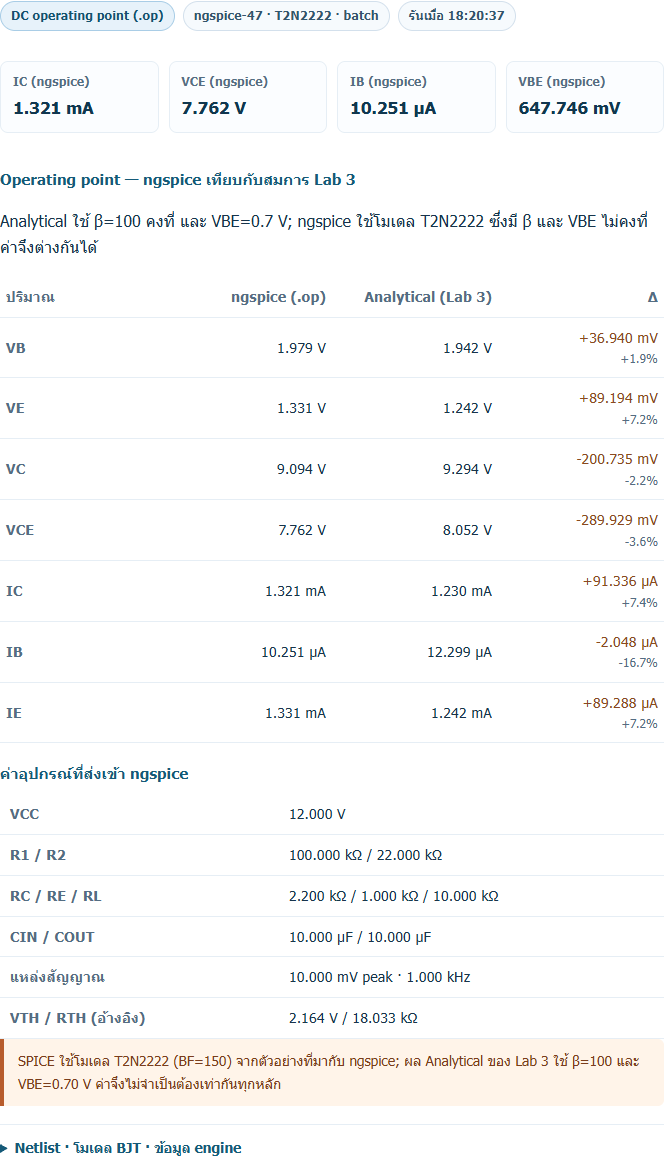 DC operating point (.op)
ngspice-47 · T2N2222 · batch
รันเมื่อ 18:20:37
IC (ngspice)
1.321 mA
VCE (ngspice)
7.762 V
IB (ngspice)
10.251 µA
VBE (ngspice)
647.746 mV
Operating point — ngspice เทียบกับสมการ Lab 3
Analytical ใช้ β=100 คงที่ และ VBE=0.7 V; ngspice ใช้โมเดล T2N2222 ซึ่งมี β และ VBE ไม่คงที่
ค่าจึงต่างกันได้
ปริมาณ ngspice (.op) Analytical (Lab 3) Δ
VB 1.979 V 1.942 V +36.940 mV
+1.9%
VE 1.331 V 1.242 V +89.194 mV
+7.2%
VC 9.094 V 9.294 V -200.735 mV
-2.2%
VCE 7.762 V 8.052 V -289.929 mV
-3.6%
IC 1.321 mA 1.230 mA +91.336 µA
+7.4%
IB 10.251 µA 12.299 µA -2.048 µA
-16.7%
IE 1.331 mA 1.242 mA +89.288 µA
+7.2%
ค่าอุปกรณ์ที่ส่งเข้า ngspice
VCC 12.000 V
R1 / R2 100.000 kΩ / 22.000 kΩ
RC / RE / RL 2.200 kΩ / 1.000 kΩ / 10.000 kΩ
CIN / COUT 10.000 µF / 10.000 µF
แหล่งสัญญาณ 10.000 mV peak · 1.000 kHz
VTH / RTH (อ้างอิง) 2.164 V / 18.033 kΩ
SPICE ใช้โมเดล T2N2222 (BF=150) จากตัวอย่างที่มากับ ngspice; ผล Analytical ของ Lab 3 ใช้ β=100 และ
VBE=0.70 V ค่าจึงไม่จำเป็นต้องเท่ากันทุกหลัก
▶ Netlist · โมเดล BJT · ข้อมูล engine